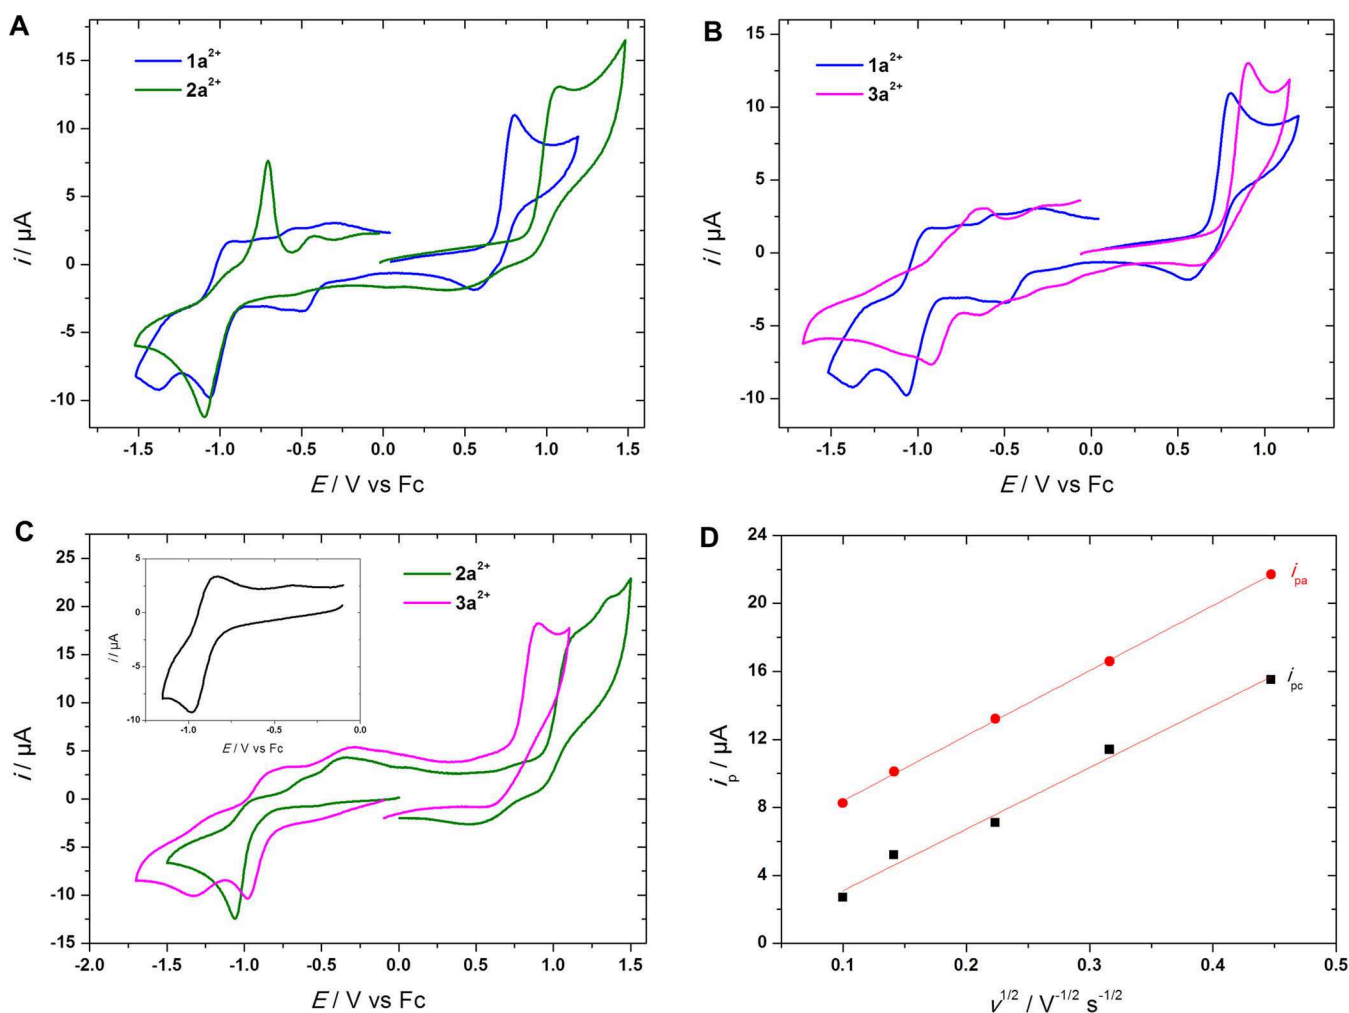 A
1a²⁺
2a²⁺
i / μA
15
10
5
0
-5
-10
-1.5 -1.0 -0.5 0.0 0.5 1.0 1.5
E / V vs Fc
B
1a²⁺
3a²⁺
i / μA
15
10
5
0
-5
-10
-1.5 -1.0 -0.5 0.0 0.5 1.0
E / V vs Fc
C
2a²⁺
3a²⁺
i / μA
25
20
15
10
5
0
-5
-10
-15
-2.0 -1.5 -1.0 -0.5 0.0 0.5 1.0 1.5
E / V vs Fc
i / μA
5
0
-5
-10
-1.0 -0.5 0.0
E / V vs Fc
D
i_pa
i_pc
i_p / μA
24
20
16
12
8
4
0
0.1 0.2 0.3 0.4 0.5
ν^1/2 / V^-1/2 s^-1/2